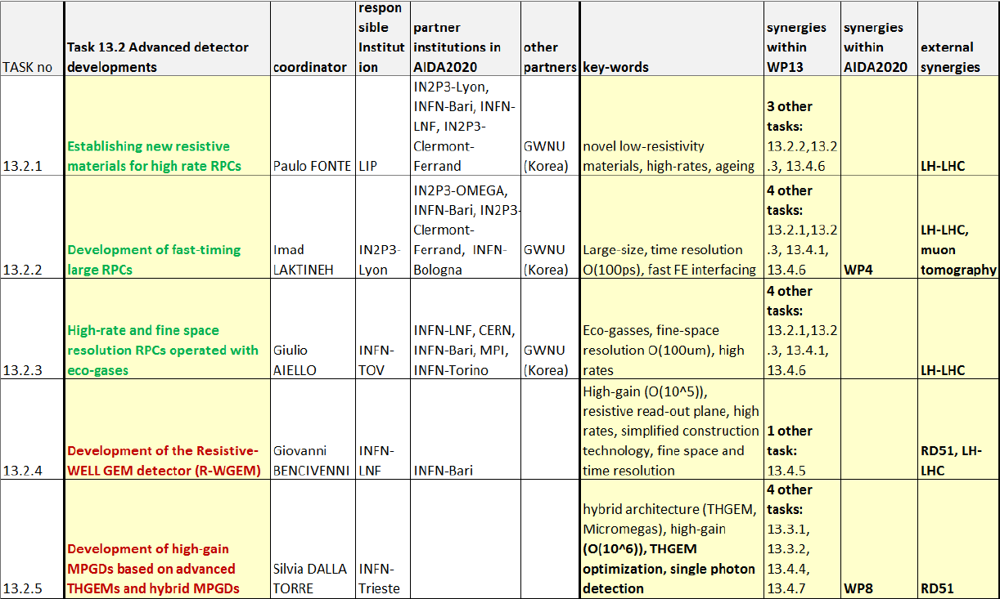 TASK no
Task 13.2 Advanced detector
developments
coordinator
respon
sible
Institut
ion
partner
institutions in
AIDA2020
other
partners
key-words
synergies
within
WP13
synergies
within
AIDA2020
external
synergies
13.2.1
Establishing new resistive
materials for high rate RPCs
Paulo FONTE
LIP
IN2P3-Lyon,
INFN-Bari, INFN-
LNF, IN2P3-
Clermont-
Ferrand
GWNU
(Korea)
novel low-resistivity
materials, high-rates, ageing
3 other
tasks:
13.2.2,13.2
.3, 13.4.6
LH-LHC
13.2.2
Development of fast-timing
large RPCs
Imad
LAKTINEH
IN2P3-
Lyon
IN2P3-OMEGA,
INFN-Bari, IN2P3-
Clermont-
Ferrand, INFN-
Bologna
GWNU
(Korea)
Large-size, time resolution
O(100ps), fast FE interfacing
4 other
tasks:
13.2.1,13.2
.3, 13.4.1,
13.4.6
WP4
LH-LHC,
muon
tomography
13.2.3
High-rate and fine space
resolution RPCs operated with
eco-gases
Giulio
AIELLO
INFN-
TOV
INFN-LNF, CERN,
INFN-Bari, MPI,
INFN-Torino
GWNU
(Korea)
Eco-gasses, fine-space
resolution O(100um), high
rates
4 other
tasks:
13.2.1,13.2
.3, 13.4.1,
13.4.6
LH-LHC
13.2.4
Development of the Resistive-
WELL GEM detector (R-WGEM)
Giovanni
BENCIVENNI
INFN-
LNF
INFN-Bari
High-gain (O(10^5)),
resistive read-out plane, high
rates, simplified construction
technology, fine space and
time resolution
1 other
task:
13.4.5
RD51, LH-
LHC
13.2.5
Development of high-gain
MPGDs based on advanced
THGEMs and hybrid MPGDs
Silvia DALLA
TORRE
INFN-
Trieste
hybrid architecture (THGEM,
Micromegas), high-gain
(O(10^6)), THGEM
optimization, single photon
detection
4 other
tasks:
13.3.1,
13.3.2,
13.4.4,
13.4.7
WP8
RD51